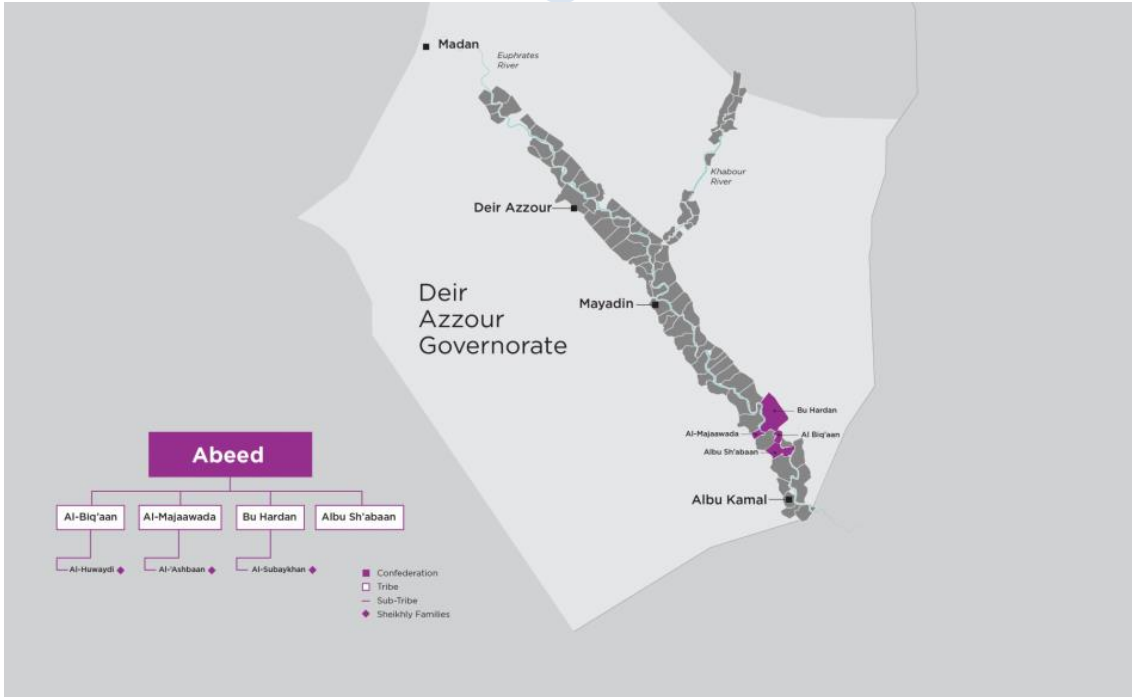 Madan
Euphrates
River
Khabour
River
Deir Azzour
Deir
Azzour
Governorate
Mayadin
Bu Hardan
Al-Majaawada
Al Biq'aan
Albu Sh'abaan
Albu Kamal
Abeed
Al-Biq'aan
Al-Majaawada
Bu Hardan
Albu Sh'abaan
Al-Huwaydi
Al-'Ashbaan
Al-Subaykhan
Confederation
Tribe
Sub-Tribe
Sheikhly Families